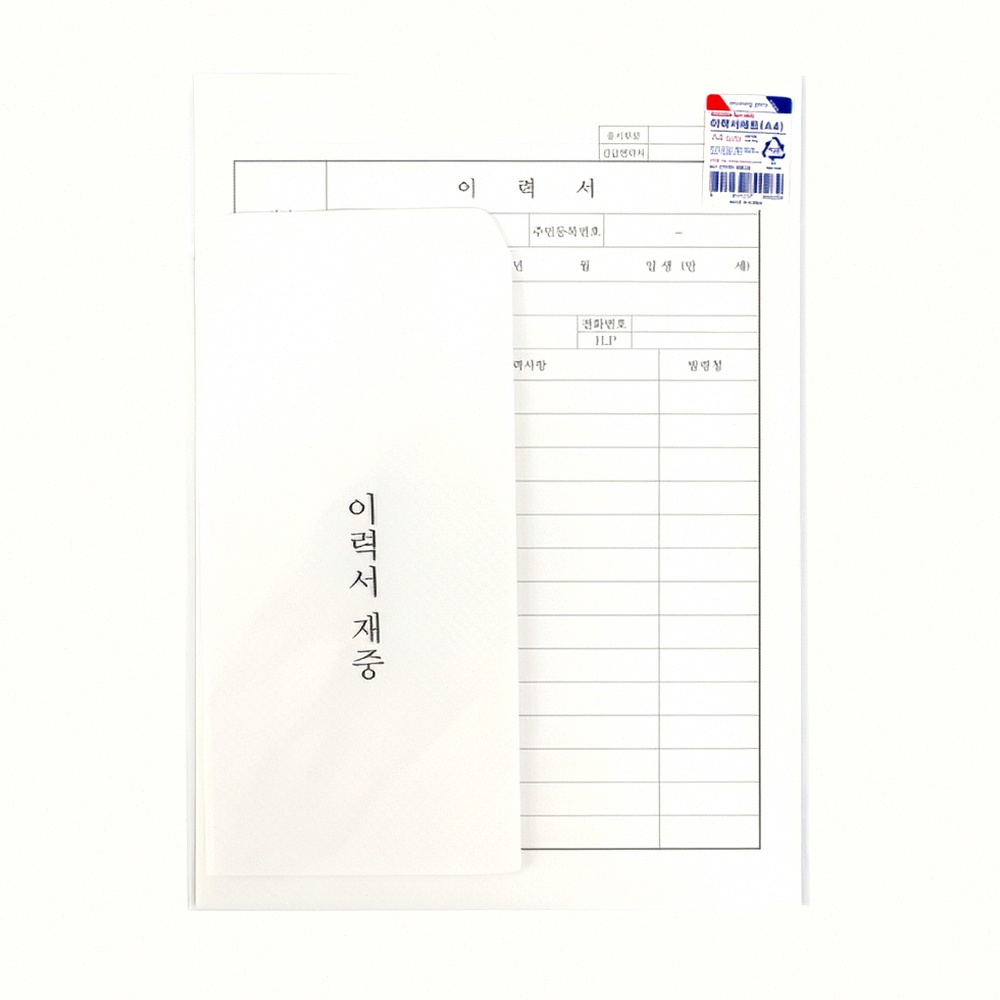 이력서세트(A4)
응시부문
긴급연락처
이 력 서
주민등록번호 -
년 월 일생 (만 세)
전화번호
H.P
력사항 발령청
이력서 재중